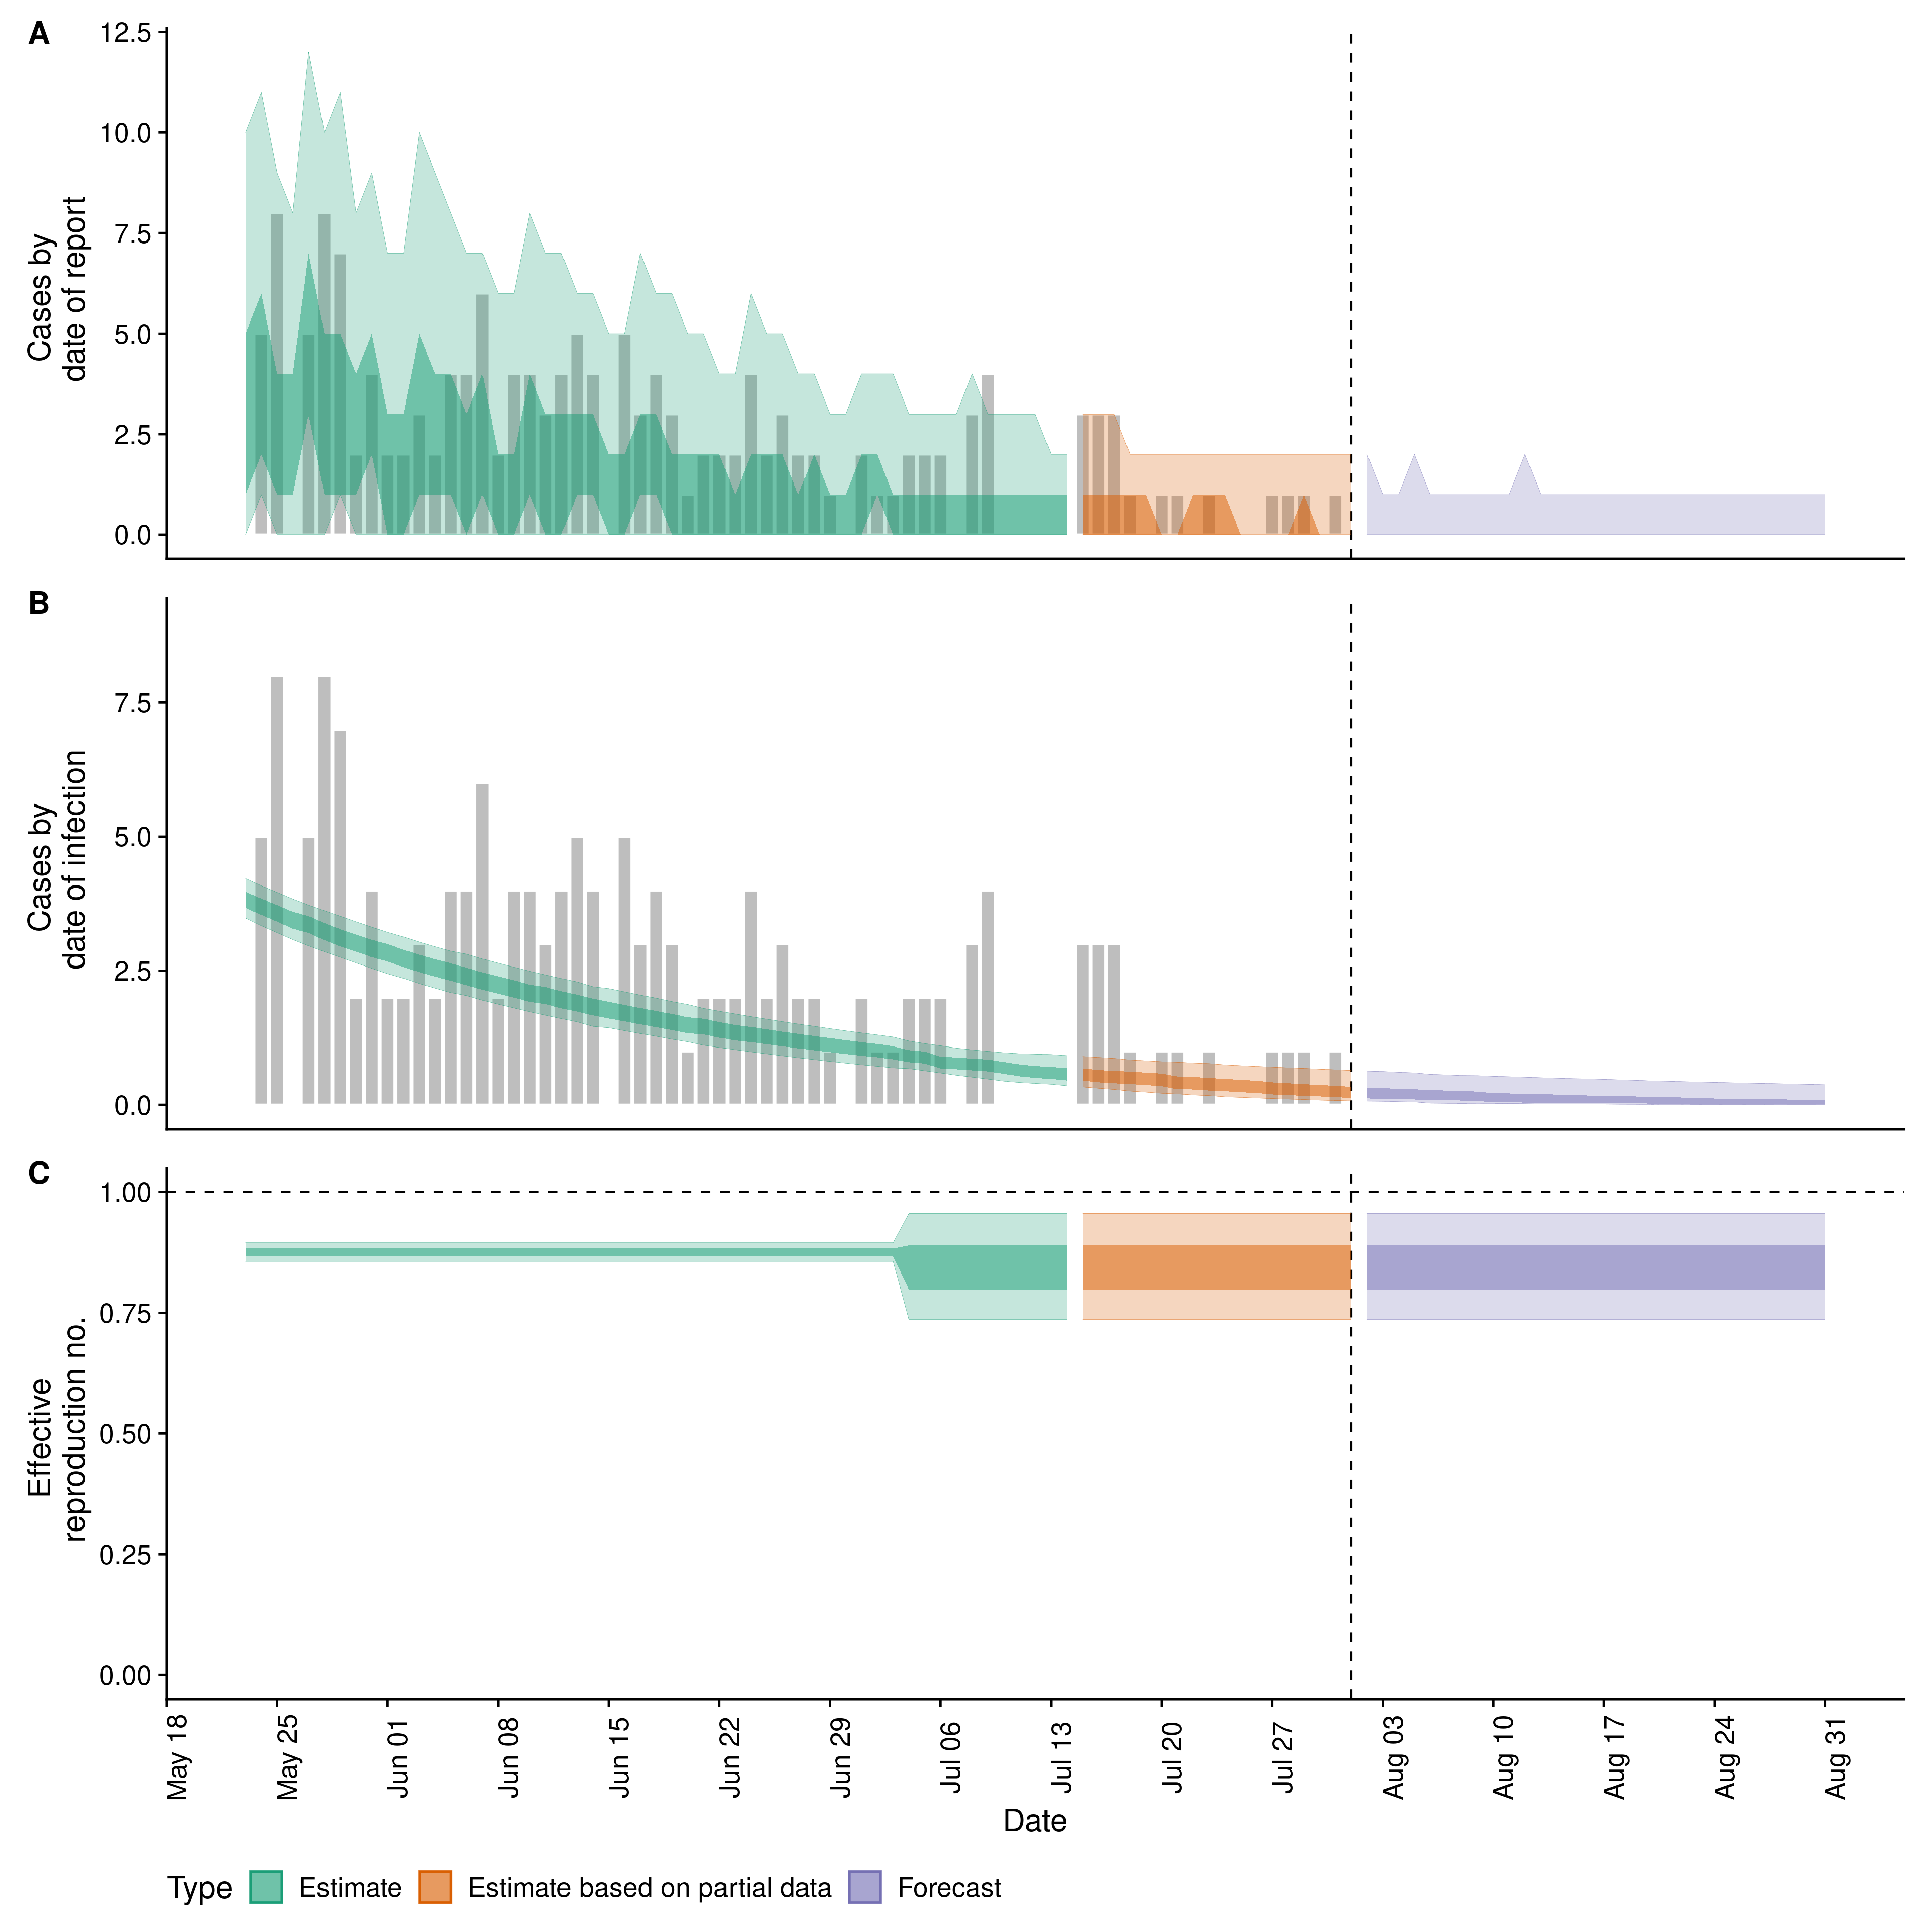 A
Cases by
date of report
12.5
10.0
7.5
5.0
2.5
0.0
B
Cases by
date of infection
7.5
5.0
2.5
0.0
C
Effective
reproduction no.
1.00
0.75
0.50
0.25
0.00
May 18
May 25
Jun 01
Jun 08
Jun 15
Jun 22
Jun 29
Jul 06
Jul 13
Jul 20
Jul 27
Aug 03
Aug 10
Aug 17
Aug 24
Aug 31
Date
Type Estimate Estimate based on partial data Forecast